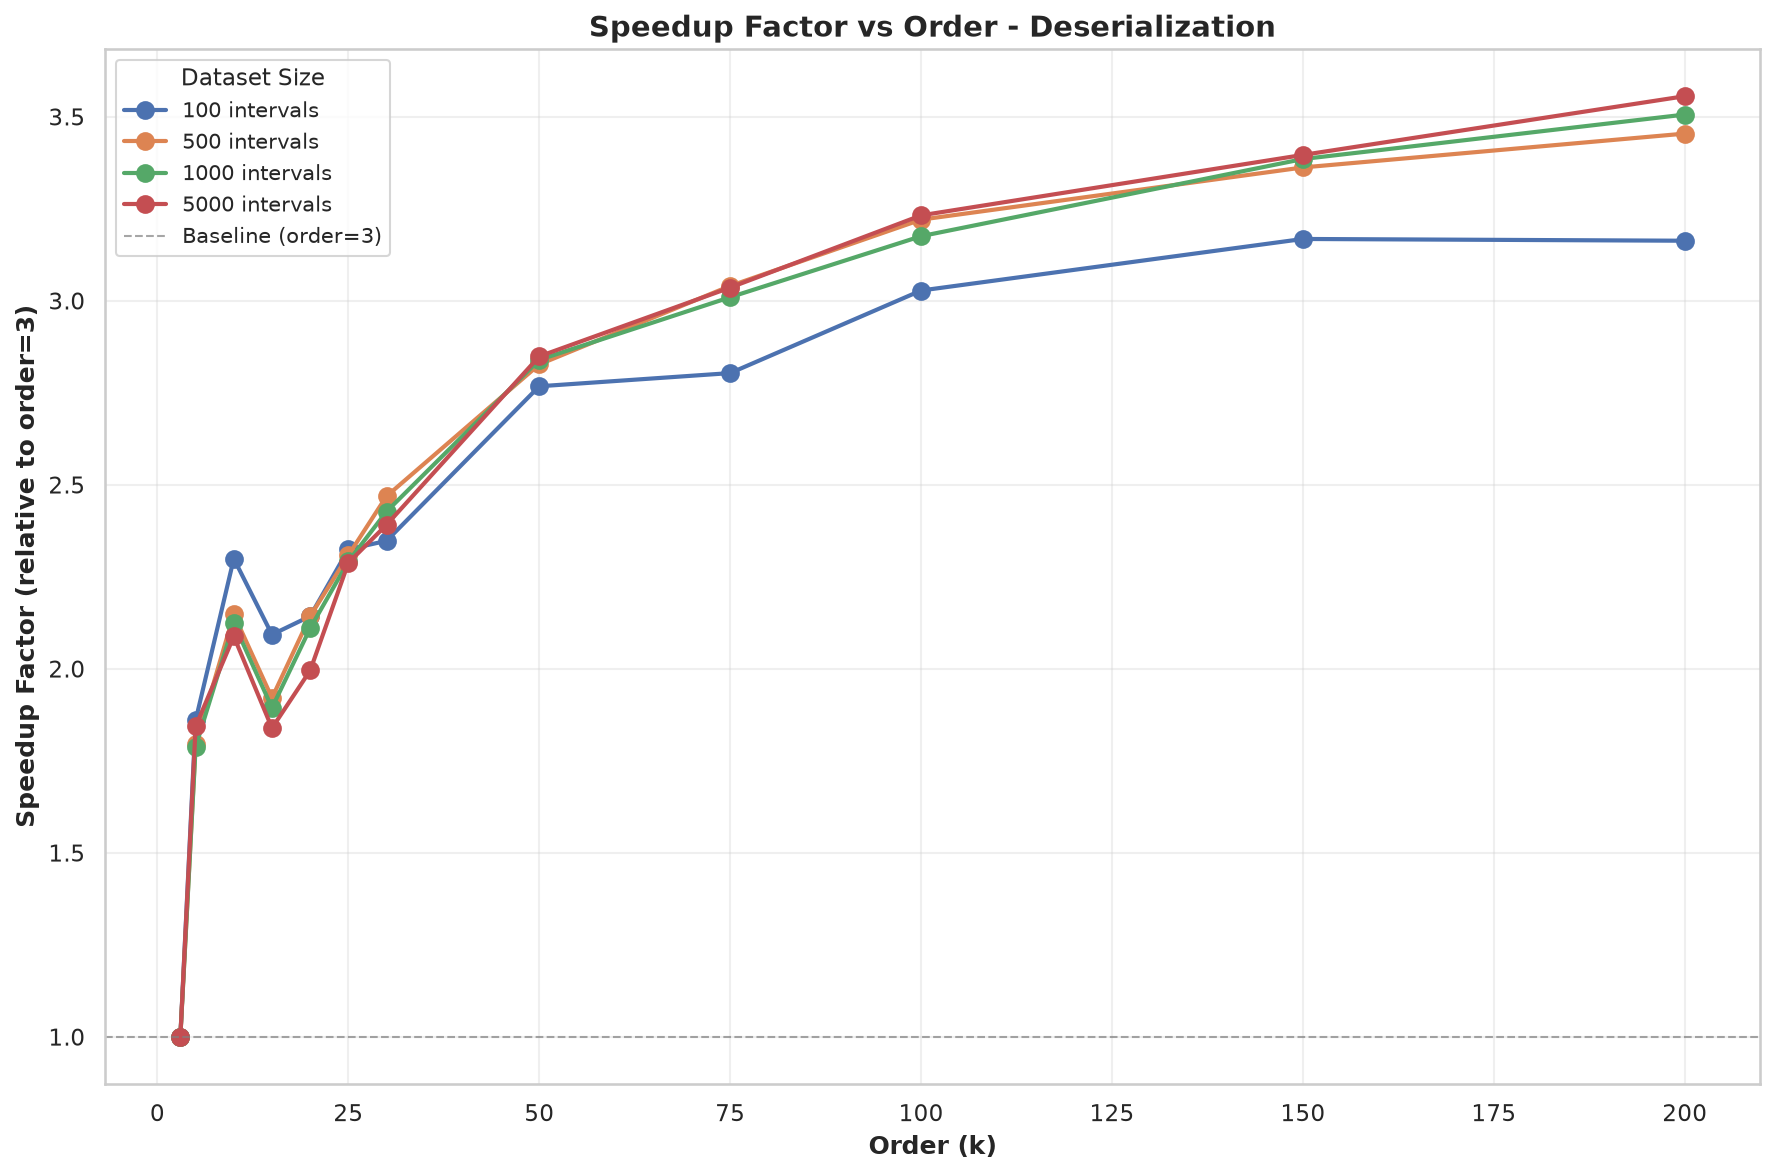 Speedup Factor vs Order - Deserialization
Dataset Size
100 intervals
500 intervals
1000 intervals
5000 intervals
Baseline (order=3)
Speedup Factor (relative to order=3)
3.5
3.0
2.5
2.0
1.5
1.0
0 25 50 75 100 125 150 175 200
Order (k)